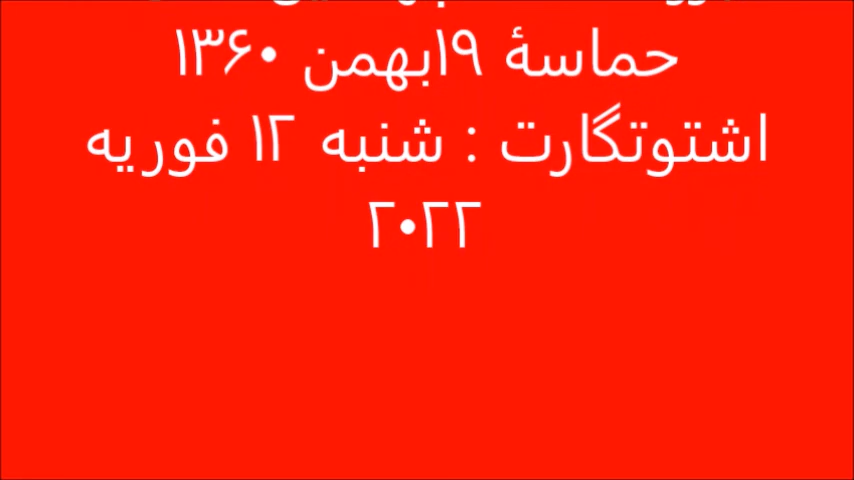 حماسهٔ ۱۹بهمن ۱۳۶۰
اشتوتگارت : شنبه ۱۲ فوریه
۲۰۲۲